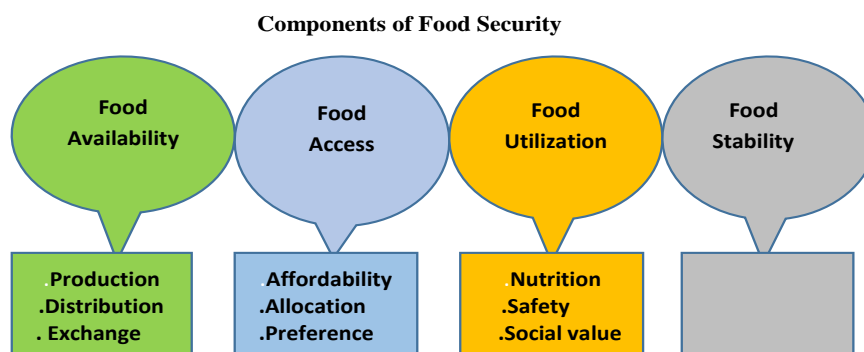 Components of Food Security
Food
Availability
Food
Access
Food
Utilization
Food
Stability
.Production
.Distribution
. Exchange
.Affordability
.Allocation
.Preference
.Nutrition
.Safety
.Social value